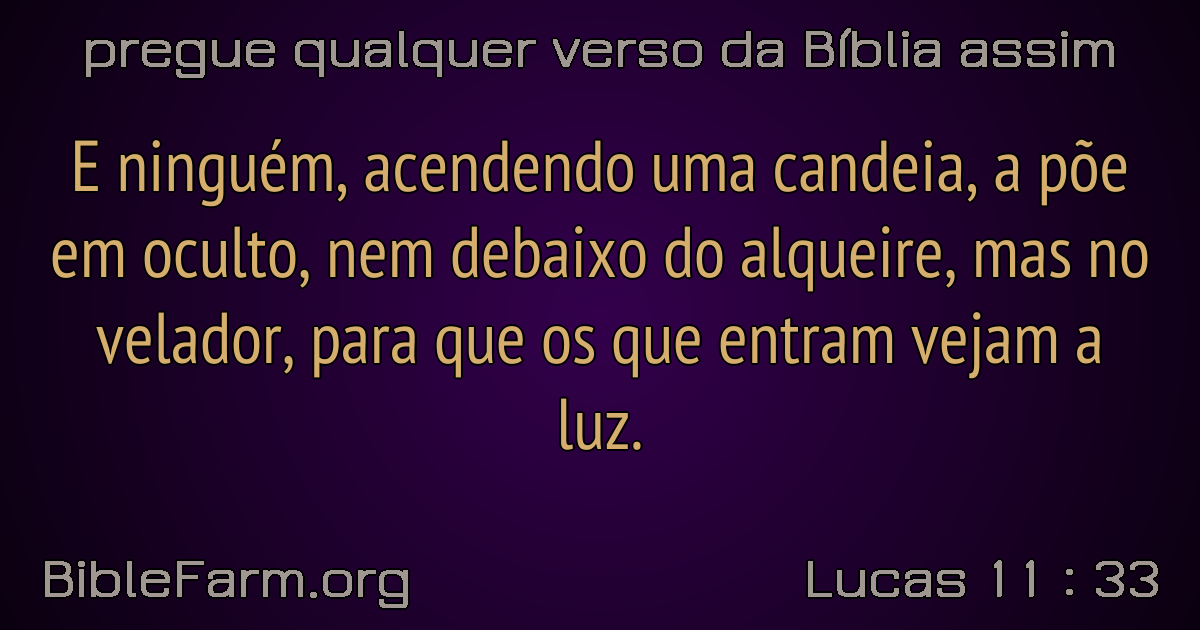 pregue qualquer verso da Bíblia assim
E ninguém, acendendo uma candeia, a põe
em oculto, nem debaixo do alqueire, mas no
velador, para que os que entram vejam a
luz.
BibleFarm.org
Lucas 11 : 33